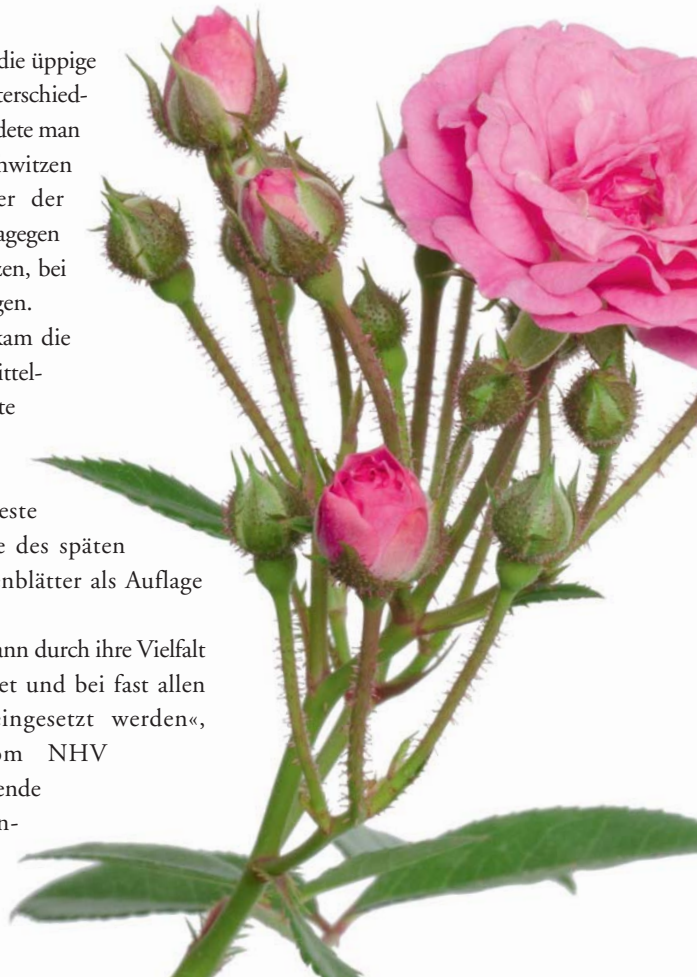 die üppige
terschied-
dete man
hwitzen
er der
agegen
zen, bei
gen.
kam die
ittel-
te
este
e des späten
nblätter als Auflage
ann durch ihre Vielfalt
et und bei fast allen
eingesetzt werden«,
om NHV
ende
n-